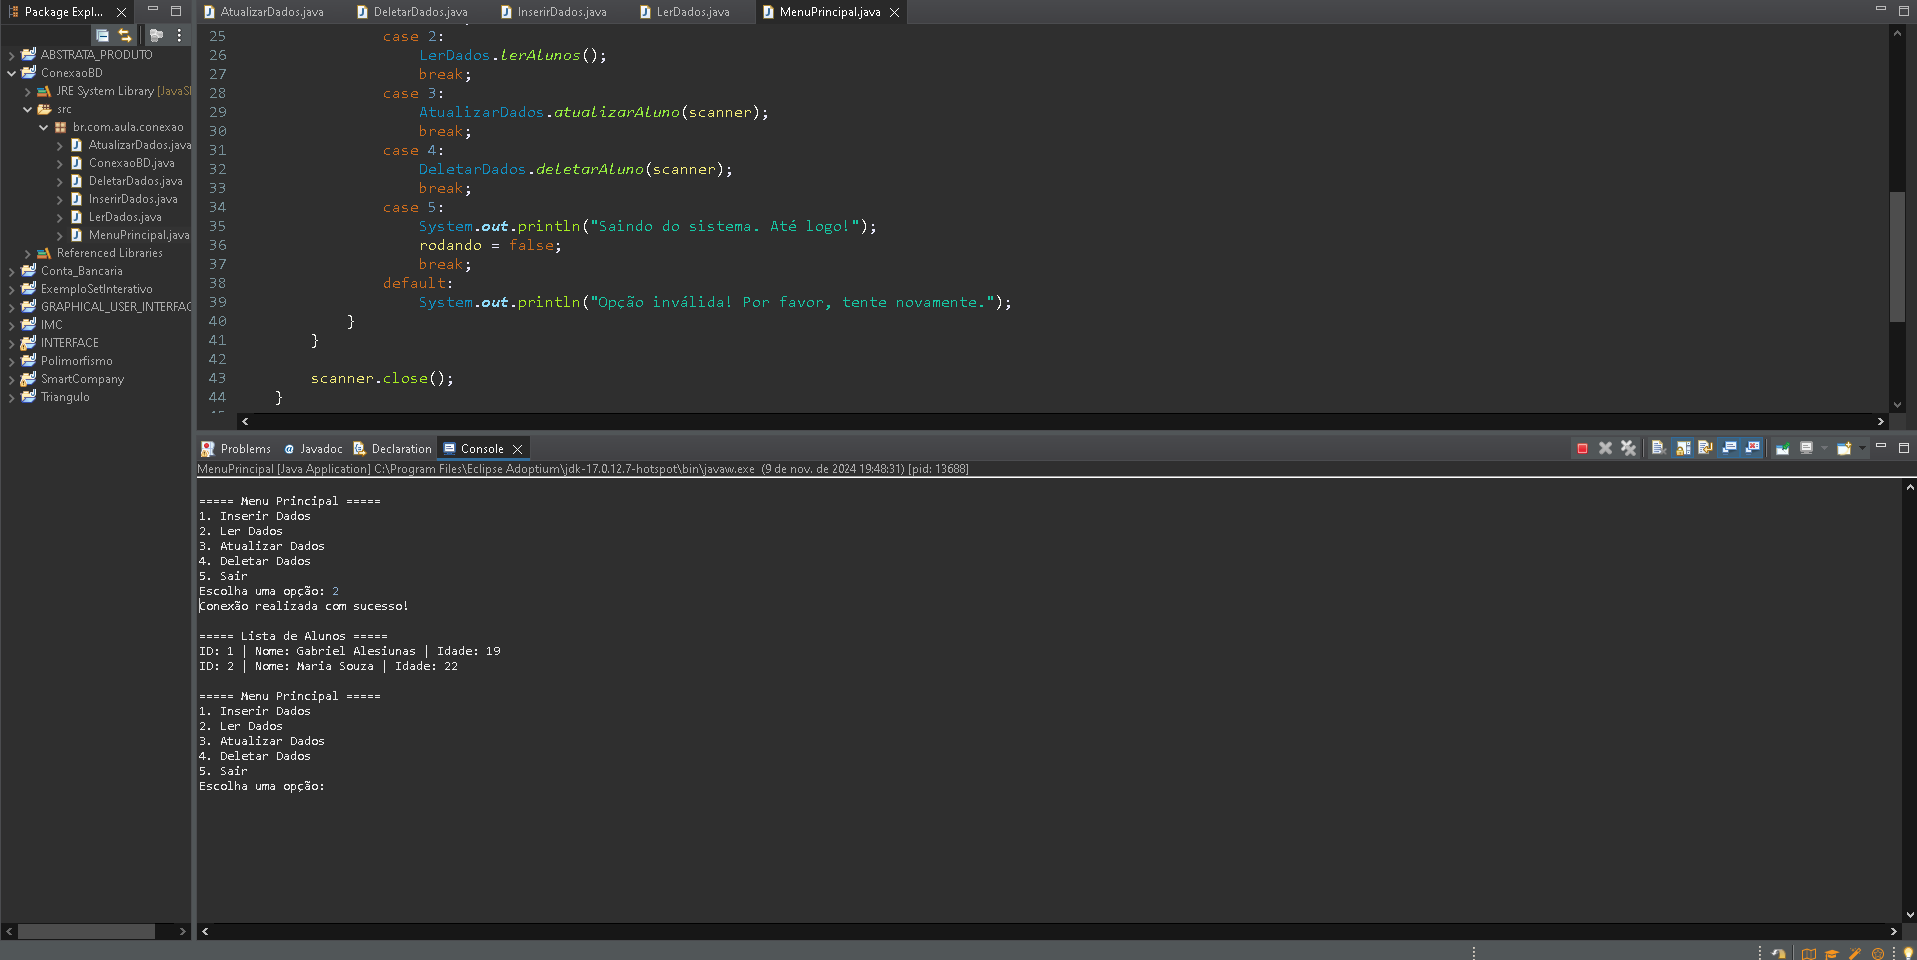 Package Expl...
AtualizarDados.java
DeletarDados.java
InserirDados.java
LerDados.java
MenuPrincipal.java
ABSTRATA_PRODUTO
ConexaoBD
JRE System Library [JavaSI
src
br.com.aula.conexao
AtualizarDados.java
ConexaoBD.java
DeletarDados.java
InserirDados.java
LerDados.java
MenuPrincipal.java
Referenced Libraries
Conta_Bancaria
ExemploSetInterativo
GRAPHICAL_USER_INTERFAC
IMC
INTERFACE
Polimorfismo
SmartCompany
Triangulo
25 case 2:
26 LerDados.lerAlunos();
27 break;
28 case 3:
29 AtualizarDados.atualizarAluno(scanner);
30 break;
31 case 4:
32 DeletarDados.deletarAluno(scanner);
33 break;
34 case 5:
35 System.out.println("Saindo do sistema. Até logo!");
36 rodando = false;
37 break;
38 default:
39 System.out.println("Opção inválida! Por favor, tente novamente.");
40 }
41 }
42
43 scanner.close();
44 }
Problems
Javadoc
Declaration
Console
MenuPrincipal [Java Application] C:\Program Files\Eclipse Adoptium\jdk-17.0.12.7-hotspot\bin\javaw.exe (9 de nov. de 2024 19:48:31) [pid: 13688]
===== Menu Principal =====
1. Inserir Dados
2. Ler Dados
3. Atualizar Dados
4. Deletar Dados
5. Sair
Escolha uma opção: 2
Conexão realizada com sucesso!
===== Lista de Alunos =====
ID: 1 | Nome: Gabriel Alesiunas | Idade: 19
ID: 2 | Nome: Maria Souza | Idade: 22
===== Menu Principal =====
1. Inserir Dados
2. Ler Dados
3. Atualizar Dados
4. Deletar Dados
5. Sair
Escolha uma opção: